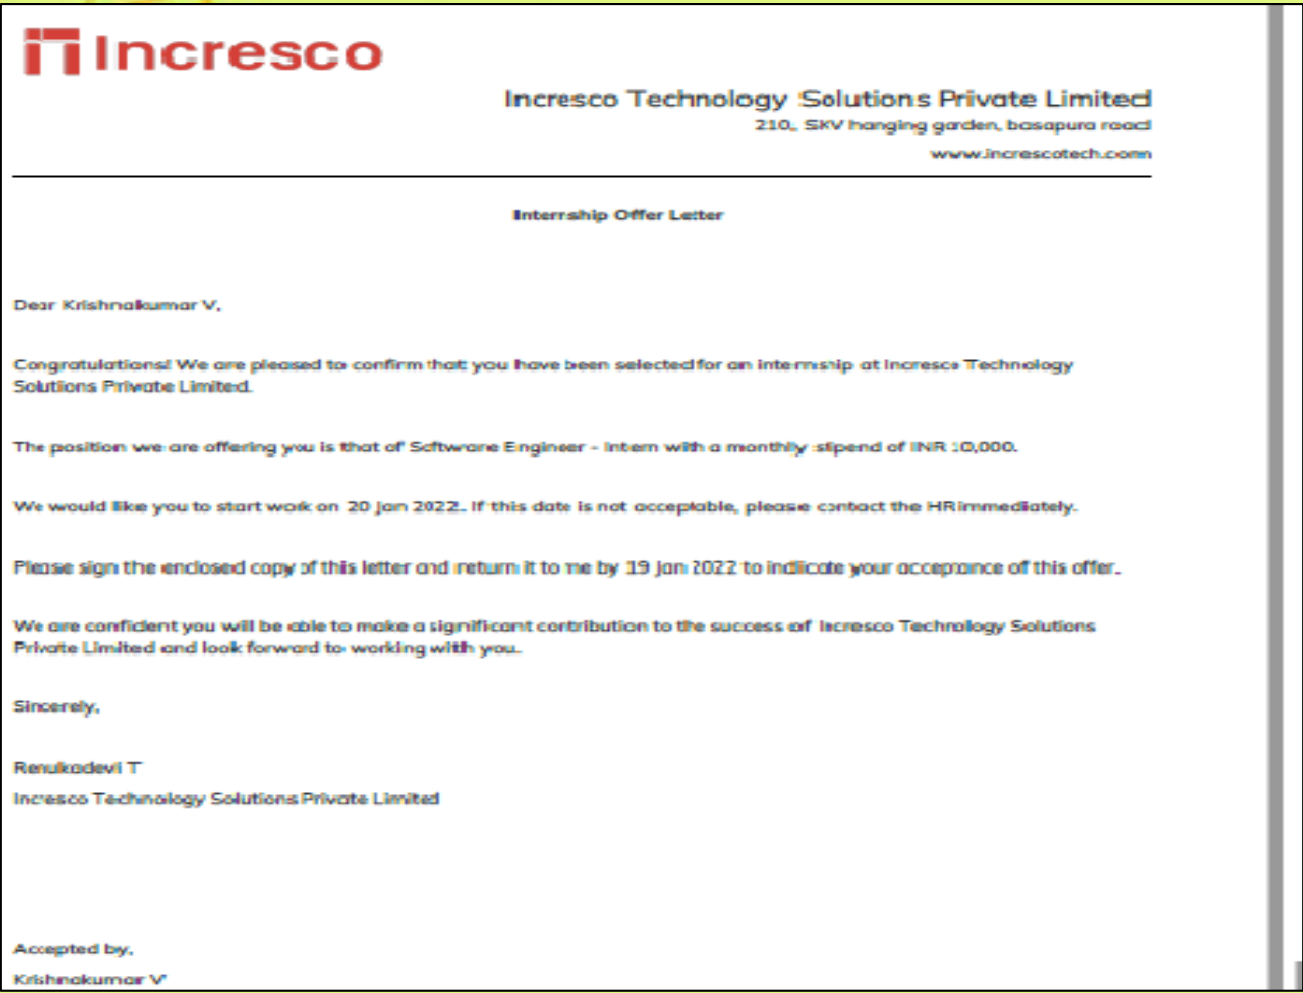 Incresco
Incresco Technology Solutions Private Limited
210, SKV hanging garden, basapura road
www.increscotech.com
Internship Offer Letter
Dear Krishnakumar V,
Congratulations! We are pleased to confirm that you have been selected for an internship at Incresco Technology
Solutions Private Limited.
The position we are offering you is that of Software Engineer - Intern with a monthly stipend of INR 10,000.
We would like you to start work on 20 Jan 2022. If this date is not acceptable, please contact the HR immediately.
Please sign the enclosed copy of this letter and return it to me by 19 Jan 2022 to indicate your acceptance of this offer.
We are confident you will be able to make a significant contribution to the success of Incresco Technology Solutions
Private Limited and look forward to working with you.
Sincerely,
Renukadevi T
Incresco Technology Solutions Private Limited
Accepted by,
Krishnakumar V